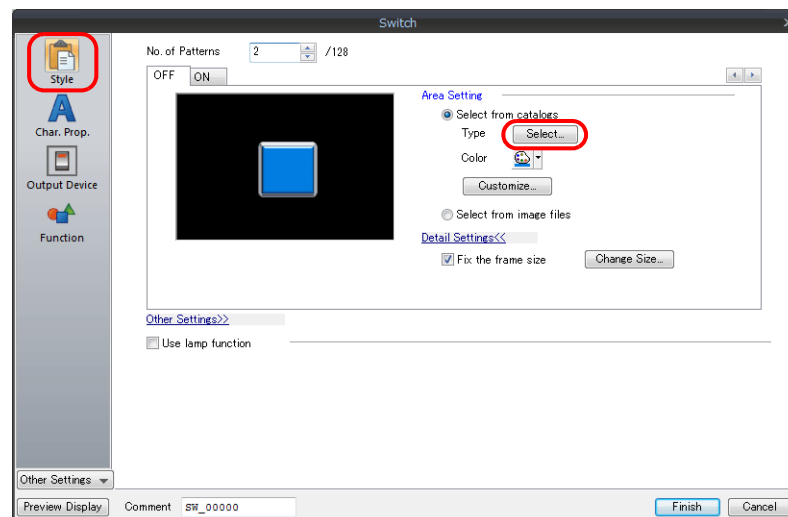 Switch
Style
Char. Prop.
Output Device
Function
Other Settings
Preview Display
No. of Patterns 2 /128
OFF ON
Area Setting
Select from catalogs
Type Select...
Color
Customize...
Select from image files
Detail Settings<<
Fix the frame size Change Size...
Other Settings>>
Use lamp function
Comment SW_00000
Finish Cancel